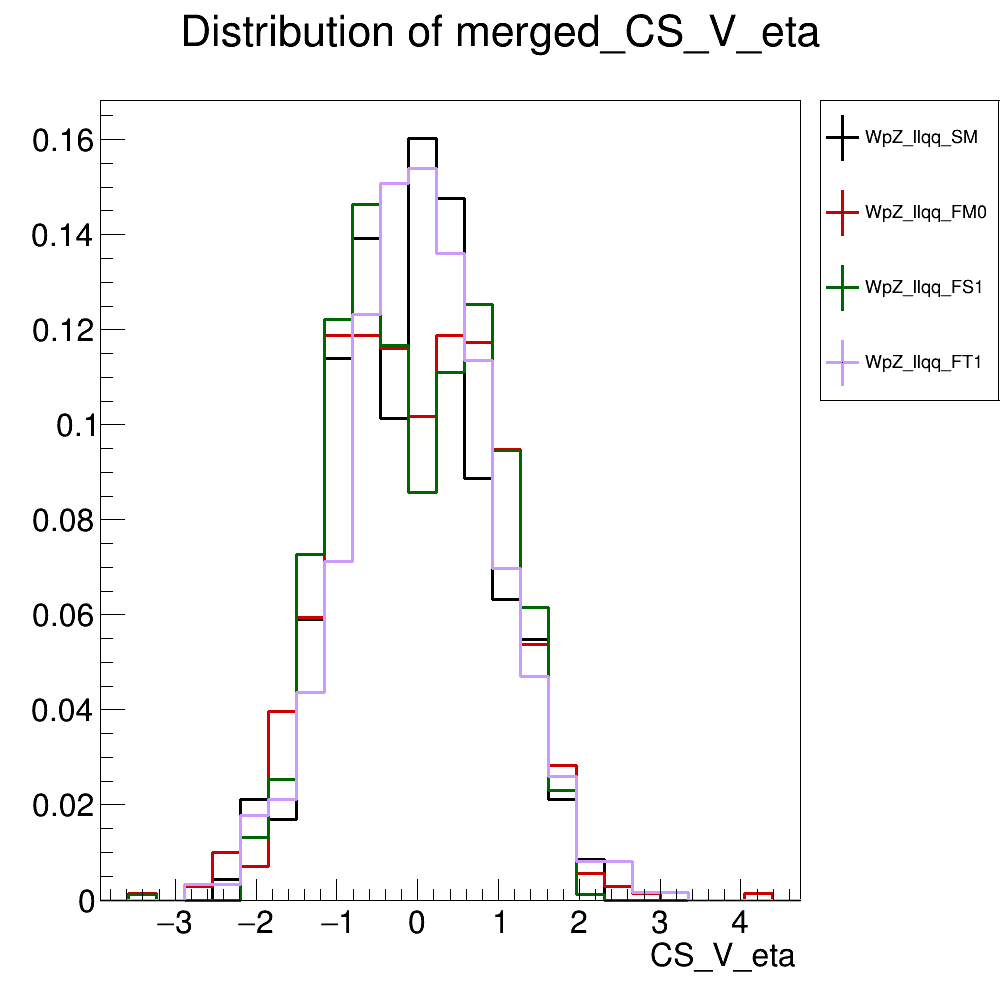 Distribution of merged_CS_V_eta
0.16
0.14
0.12
0.1
0.08
0.06
0.04
0.02
0
−3 −2 −1 0 1 2 3 4
CS_V_eta
WpZ_llqq_SM
WpZ_llqq_FM0
WpZ_llqq_FS1
WpZ_llqq_FT1